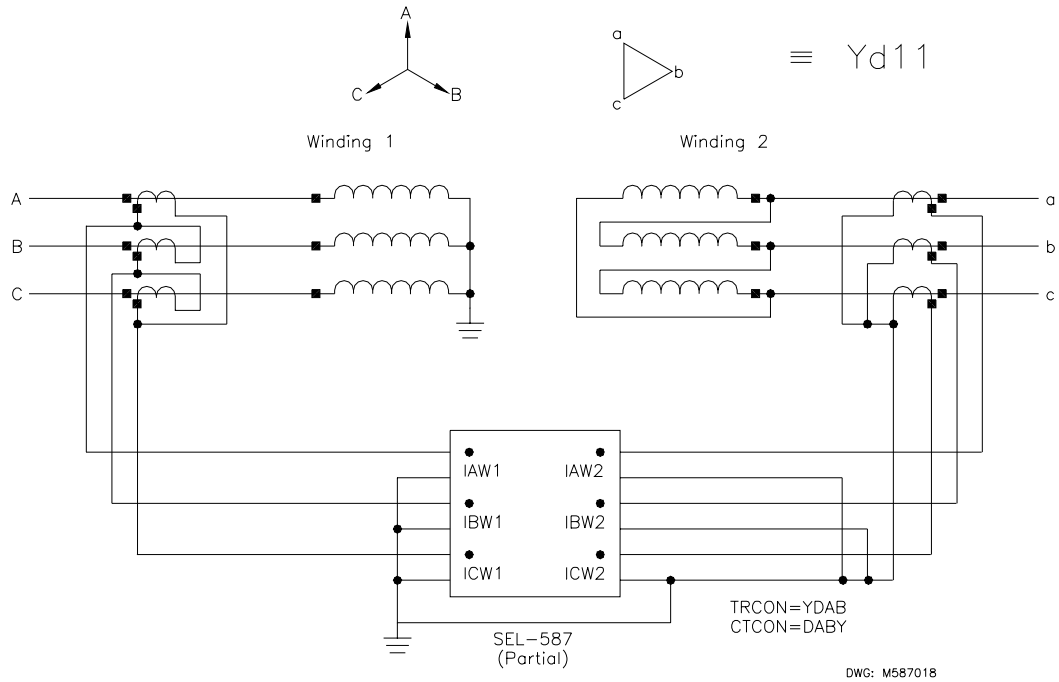 A
C
B
a
b
c
≡ Yd11
Winding 1
Winding 2
A
B
C
a
b
c
IAW1
IAW2
IBW1
IBW2
ICW1
ICW2
TRCON=YDAB
CTCON=DABY
SEL-587
(Partial)
DWG: M587018